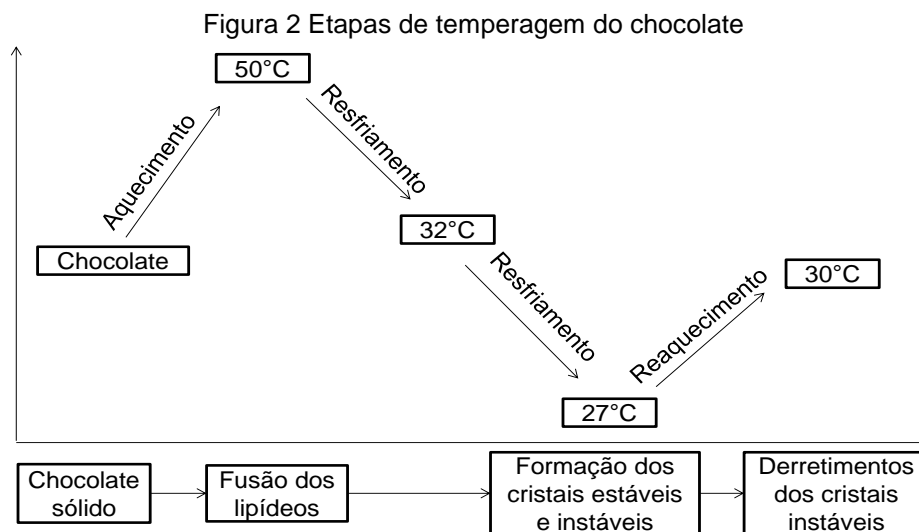 Figura 2 Etapas de temperagem do chocolate
50°C
Aquecimento
Resfriamento
Chocolate
32°C
Resfriamento
30°C
Reaquecimento
27°C
Chocolate
sólido
Fusão dos
lipídeos
Formação dos
cristais estáveis
e instáveis
Derretimentos
dos cristais
instáveis